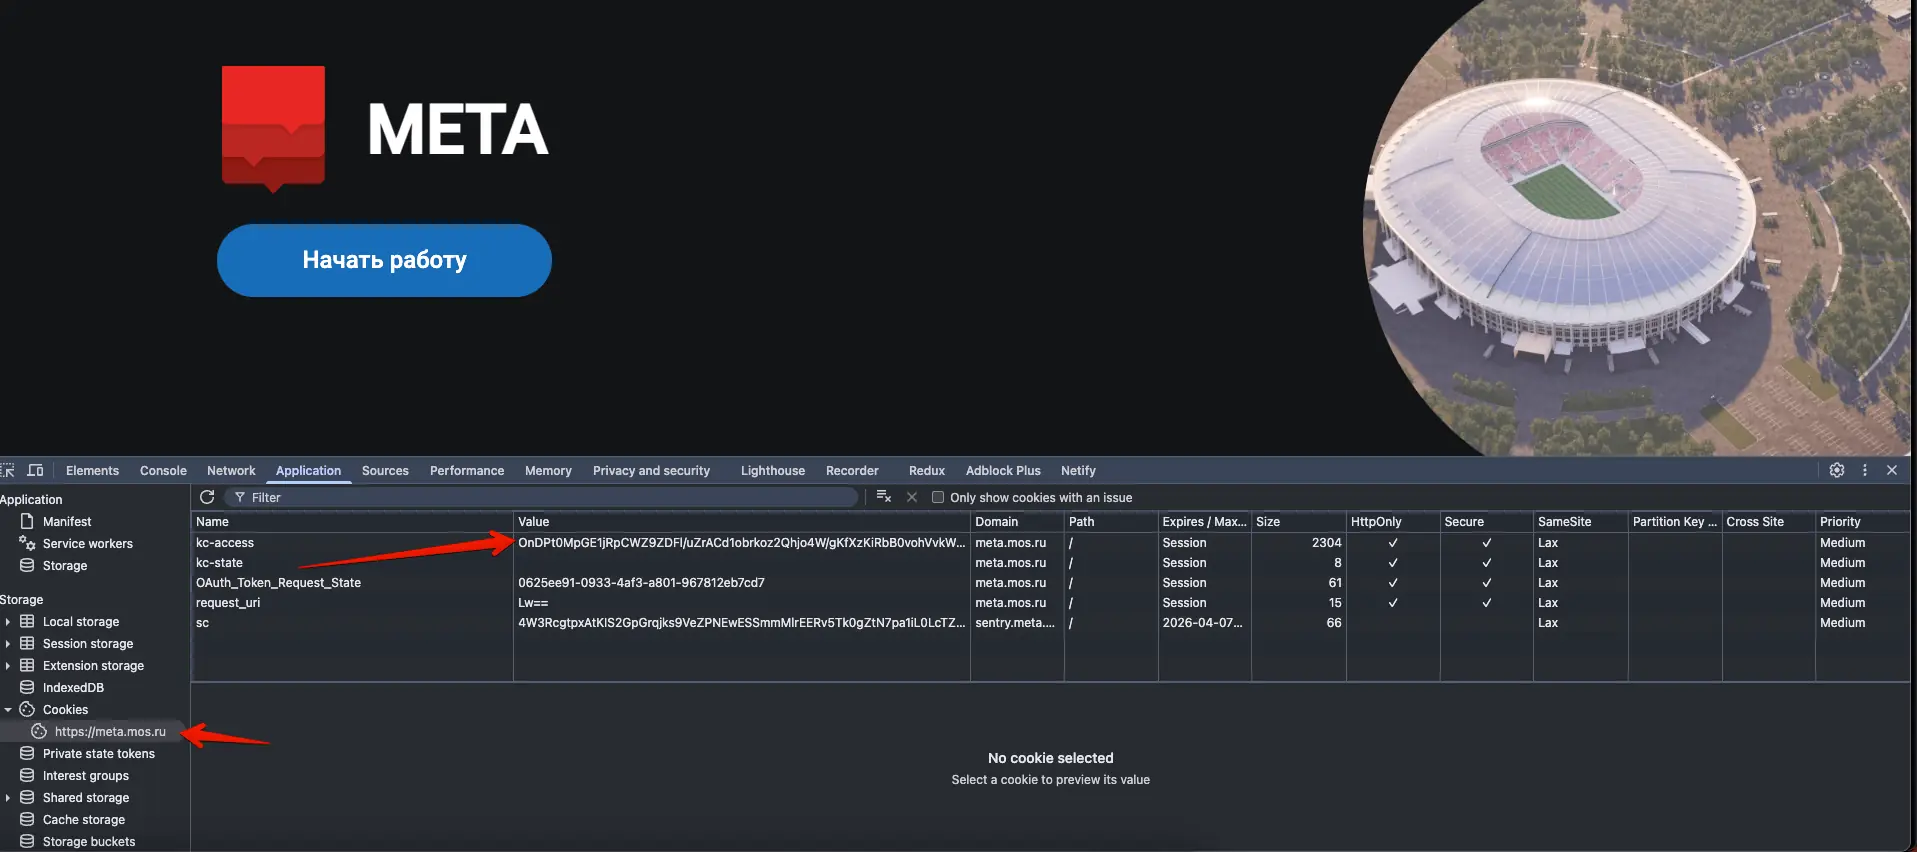 META
Начать работу
Elements Console Network Application Sources Performance Memory Privacy and security Lighthouse Recorder Redux Adblock Plus Netify
Application
Manifest
Service workers
Storage
Storage
Local storage
Session storage
Extension storage
IndexedDB
Cookies
https://meta.mos.ru
Private state tokens
Interest groups
Shared storage
Cache storage
Storage buckets
Filter Only show cookies with an issue
Name Value Domain Path Expires / Max... Size HttpOnly Secure SameSite Partition Key ... Cross Site Priority
kc-access OnDPt0MpGE1jRpCWZ9ZDFl/uZrACd1obrkoz2Qhjo4W/gKfXzKiRbB0vohVvkW... meta.mos.ru / Session 2304 ✓ ✓ Lax Medium
kc-state meta.mos.ru / Session 8 ✓ ✓ Lax Medium
OAuth_Token_Request_State 0625ee91-0933-4af3-a801-967812eb7cd7 meta.mos.ru / Session 61 ✓ ✓ Lax Medium
request_uri Lw== meta.mos.ru / Session 15 ✓ ✓ Lax Medium
sc 4W3RcgtpxAtKIS2GpGrqjks9VeZPNEwESSmmMlrEERv5Tk0gZtN7pa1iL0LcTZ... sentry.meta.... / 2026-04-07... 66 Lax Medium
No cookie selected
Select a cookie to preview its value